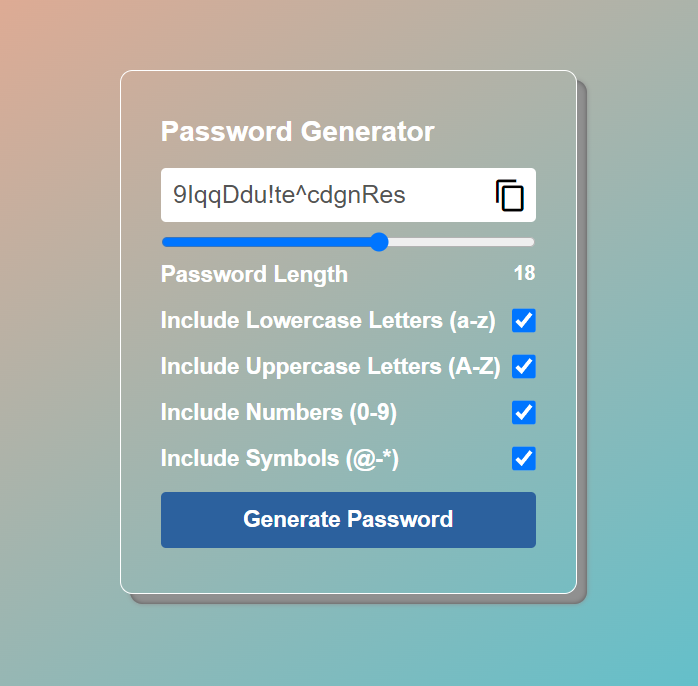 Password Generator
9IqqDdu!te^cdgnRes
Password Length 18
Include Lowercase Letters (a-z)
Include Uppercase Letters (A-Z)
Include Numbers (0-9)
Include Symbols (@-*)
Generate Password